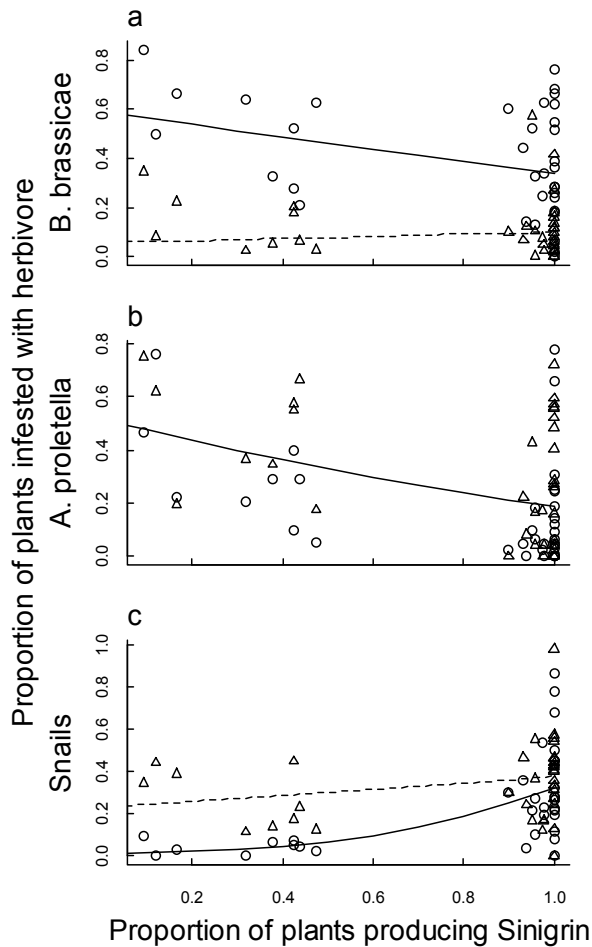 a
B. brassicae
0.0 0.2 0.4 0.6 0.8
Proportion of plants infested with herbivore
b
A. proletella
0.0 0.2 0.4 0.6 0.8
c
Snails
0.0 0.2 0.4 0.6 0.8 1.0
0.2 0.4 0.6 0.8 1.0
Proportion of plants producing Sinigrin